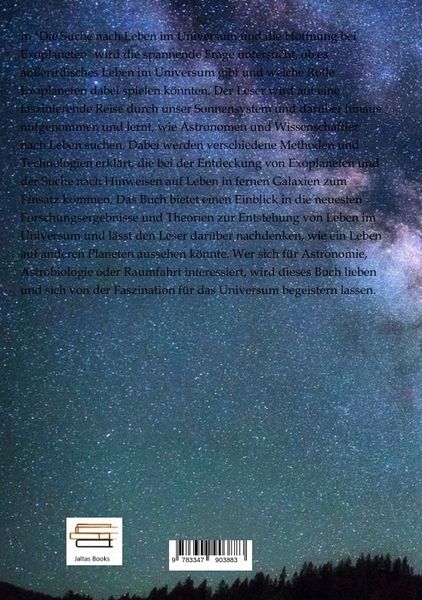 In "Die Suche nach Leben im Universum und die Hoffnung bei
Exoplaneten" wird die spannende Frage untersucht, ob es
außerirdisches Leben im Universum gibt und welche Rolle
Exoplaneten dabei spielen könnten. Der Leser wird auf eine
faszinierende Reise durch unser Sonnensystem und darüber hinaus
mitgenommen und lernt, wie Astronomen und Wissenschaftler
nach Leben suchen. Dabei werden verschiedene Methoden und
Technologien erklärt, die bei der Entdeckung von Exoplaneten und
der Suche nach Hinweisen auf Leben in fernen Galaxien zum
Einsatz kommen. Das Buch bietet einen Einblick in die neuesten
Forschungsergebnisse und Theorien zur Entstehung von Leben im
Universum und lässt den Leser darüber nachdenken, wie ein Leben
auf anderen Planeten aussehen könnte. Wer sich für Astronomie,
Astrobiologie oder Raumfahrt interessiert, wird dieses Buch lieben
und sich von der Faszination für das Universum begeistern lassen.
Jaltas Books
9 783347 903883